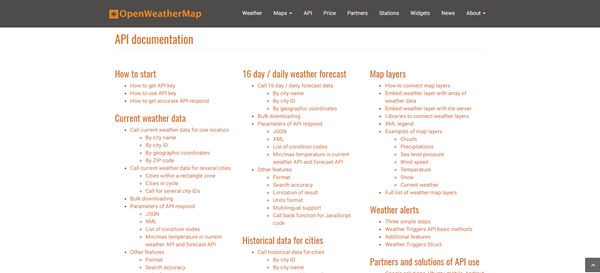 OpenWeatherMap
Weather Maps API Price Partners Stations Widgets News About
API documentation
How to start
How to get API key
How to use API key
How to get accurate API respond
Current weather data
Call current weather data for one location
By city name
By city ID
By geographic coordinates
By ZIP code
Call current weather data for several cities
Cities within a rectangle zone
Cities in cycle
Call for several city IDs
Bulk downloading
Parameters of API respond
JSON
XML
List of condition codes
Min/max temperature in current
weather API and forecast API
Other features
Format
Search accuracy
16 day / daily weather forecast
Call 16 day / daily forecast data
By city name
By city ID
By geographic coordinates
Bulk downloading
Parameters of API respond
JSON
XML
List of condition codes
Min/max temperature in current
weather API and forecast API
Other features
Format
Search accuracy
Limitation of result
Units format
Multilingual support
Call back function for JavaScript
code
Historical data for cities
Call historical data for cities
By city ID
By city name
Map layers
How to connect map layers
Embed weather layer with array of
weather data
Embed weather layer with tile server
Libraries to connect weather layers
XML legend
Examples of map layers
Clouds
Precipitations
Sea level pressure
Wind speed
Temperature
Snow
Current weather
Full list of weather map layers
Weather alerts
Three simple steps
Weather Triggers API basic methods
Additional features
Weather Triggers Struct
Partners and solutions of API use